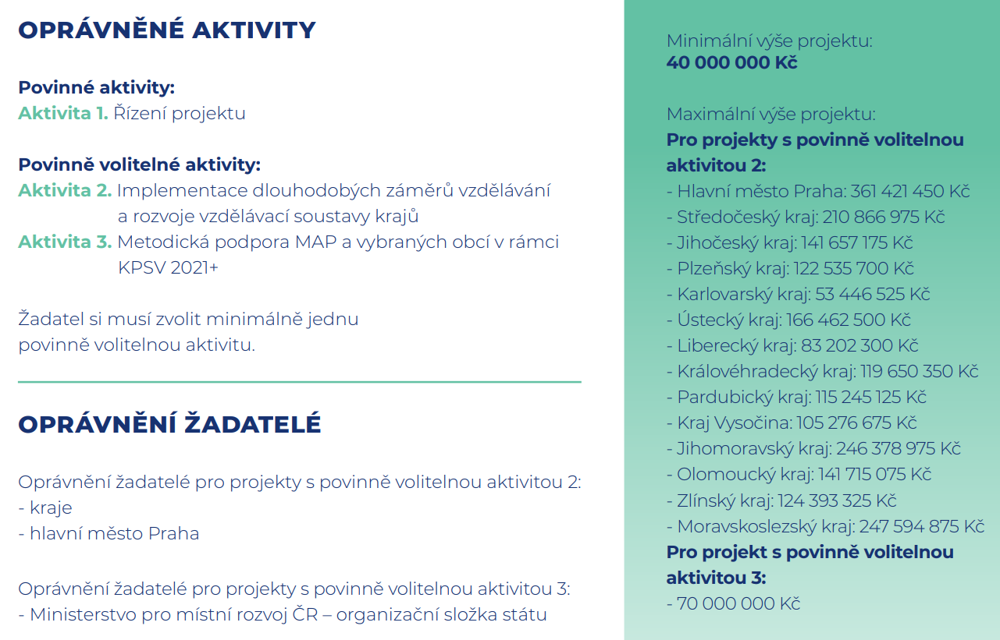 OPRÁVNĚNÉ AKTIVITY
Povinné aktivity:
Aktivita 1. Řízení projektu
Povinně volitelné aktivity:
Aktivita 2. Implementace dlouhodobých záměrů vzdělávání
a rozvoje vzdělávací soustavy krajů
Aktivita 3. Metodická podpora MAP a vybraných obcí v rámci
KPSV 2021+
Žadatel si musí zvolit minimálně jednu
povinně volitelnou aktivitu.
OPRÁVNĚNÍ ŽADATELÉ
Oprávnění žadatelé pro projekty s povinně volitelnou aktivitou 2:
- kraje
- hlavní město Praha
Oprávnění žadatelé pro projekty s povinně volitelnou aktivitou 3:
- Ministerstvo pro místní rozvoj ČR – organizační složka státu
Minimální výše projektu:
40 000 000 Kč
Maximální výše projektu:
Pro projekty s povinně volitelnou
aktivitou 2:
- Hlavní město Praha: 361 421 450 Kč
- Středočeský kraj: 210 866 975 Kč
- Jihočeský kraj: 141 657 175 Kč
- Plzeňský kraj: 122 535 700 Kč
- Karlovarský kraj: 53 446 525 Kč
- Ústecký kraj: 166 462 500 Kč
- Liberecký kraj: 83 202 300 Kč
- Královéhradecký kraj: 119 650 350 Kč
- Pardubický kraj: 115 245 125 Kč
- Kraj Vysočina: 105 276 675 Kč
- Jihomoravský kraj: 246 378 975 Kč
- Olomoucký kraj: 141 715 075 Kč
- Zlínský kraj: 124 393 325 Kč
- Moravskoslezský kraj: 247 594 875 Kč
Pro projekt s povinně volitelnou
aktivitou 3:
- 70 000 000 Kč